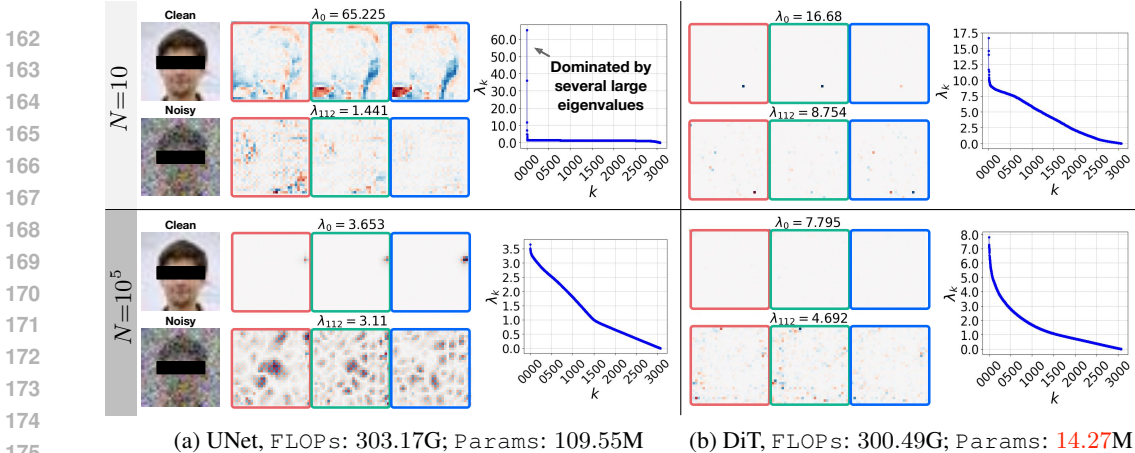 162
163
164
165
166
167
168
169
170
171
172
173
174
175
N=10
Clean
Noisy
λ₀ = 65.225
λ₁₁₂ = 1.441
60.0
50.0
40.0
30.0
20.0
10.0
0.0
λₖ
Dominated by
several large
eigenvalues
0000 0500 1000 1500 2000 2500 3000
k
λ₀ = 16.68
λ₁₁₂ = 8.754
17.5
15.0
12.5
10.0
7.5
5.0
2.5
0.0
λₖ
0000 0500 1000 1500 2000 2500 3000
k
N=10⁵
Clean
Noisy
λ₀ = 3.653
λ₁₁₂ = 3.11
3.5
3.0
2.5
2.0
1.5
1.0
0.5
0.0
λₖ
0000 0500 1000 1500 2000 2500 3000
k
λ₀ = 7.795
λ₁₁₂ = 4.692
8.0
7.0
6.0
5.0
4.0
3.0
2.0
1.0
0.0
λₖ
0000 0500 1000 1500 2000 2500 3000
k
(a) UNet, FLOPs: 303.17G; Params: 109.55M
(b) DiT, FLOPs: 300.49G; Params: 14.27M